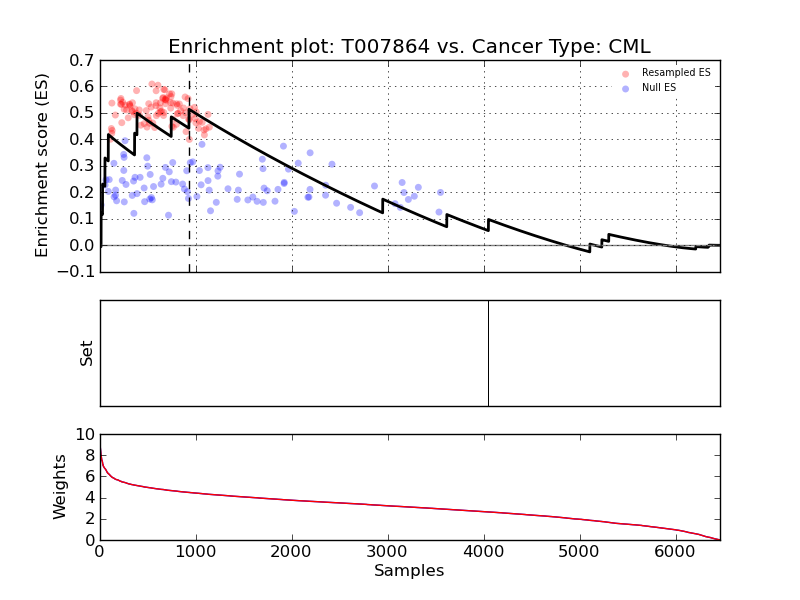 Enrichment plot: T007864 vs. Cancer Type: CML
Enrichment score (ES)
0.7
0.6
0.5
0.4
0.3
0.2
0.1
0.0
−0.1
Resampled ES
Null ES
Set
Weights
10
8
6
4
2
0
0 1000 2000 3000 4000 5000 6000
Samples